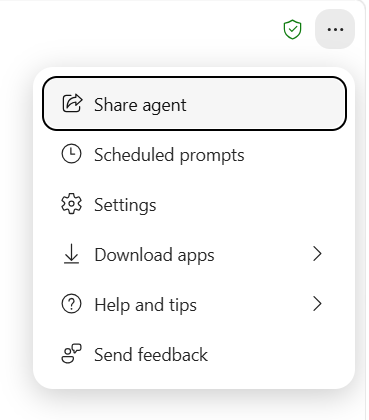 Share agent
Scheduled prompts
Settings
Download apps
Help and tips
Send feedback